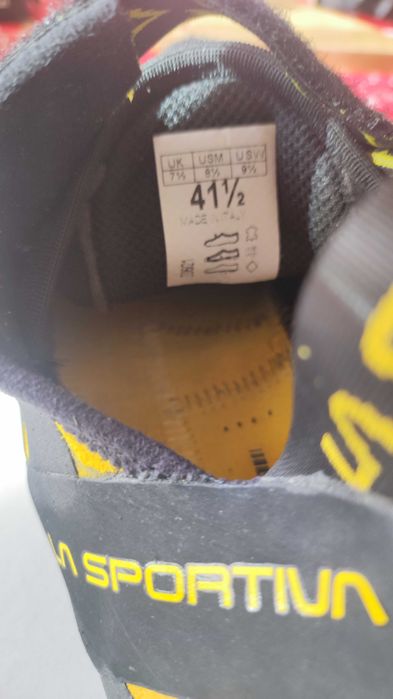 UK USM USW
7½ 8½ 9½
41½
MADE IN ITALY
LA SPORTIVA